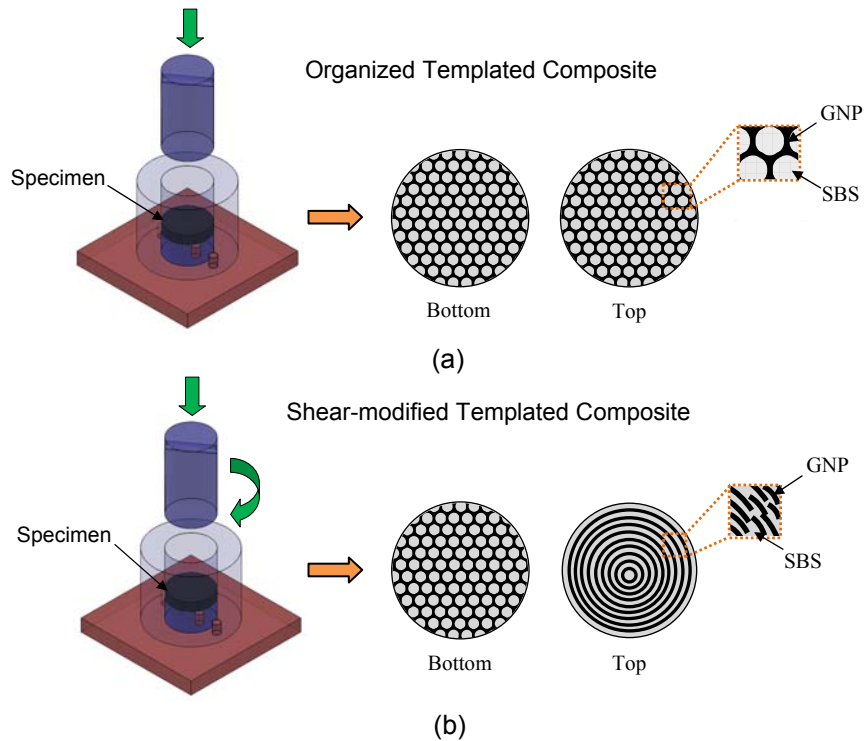 Organized Templated Composite
GNP
Specimen
SBS
Bottom
Top
(a)
Shear-modified Templated Composite
GNP
Specimen
SBS
Bottom
Top
(b)